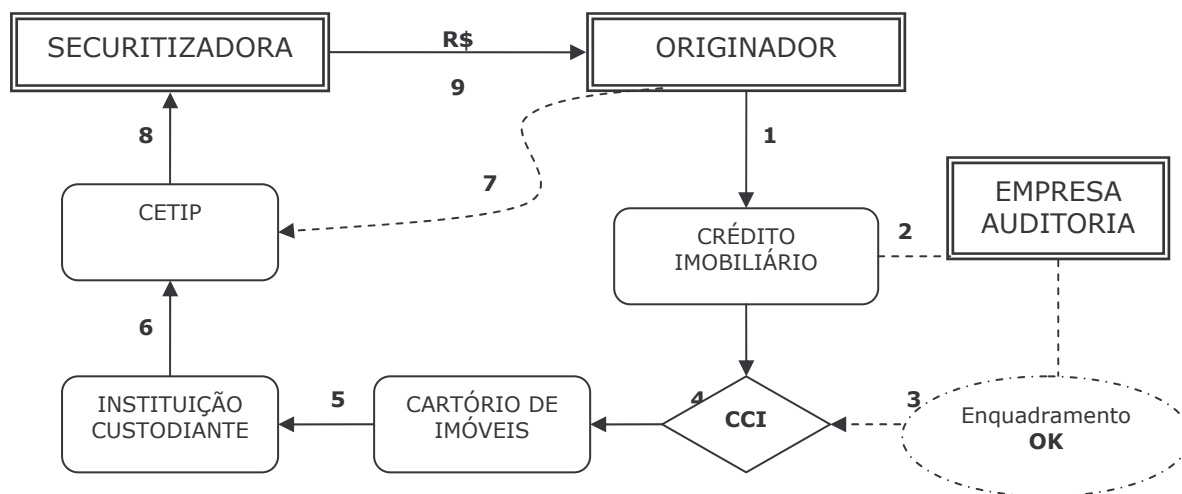 SECURITIZADORA
R$
9
ORIGINADOR
8
1
7
CETIP
EMPRESA
AUDITORIA
CRÉDITO
IMOBILIÁRIO
2
6
INSTITUIÇÃO
CUSTODIANTE
5
CARTÓRIO DE
IMÓVEIS
4
CCI
3
Enquadramento
OK